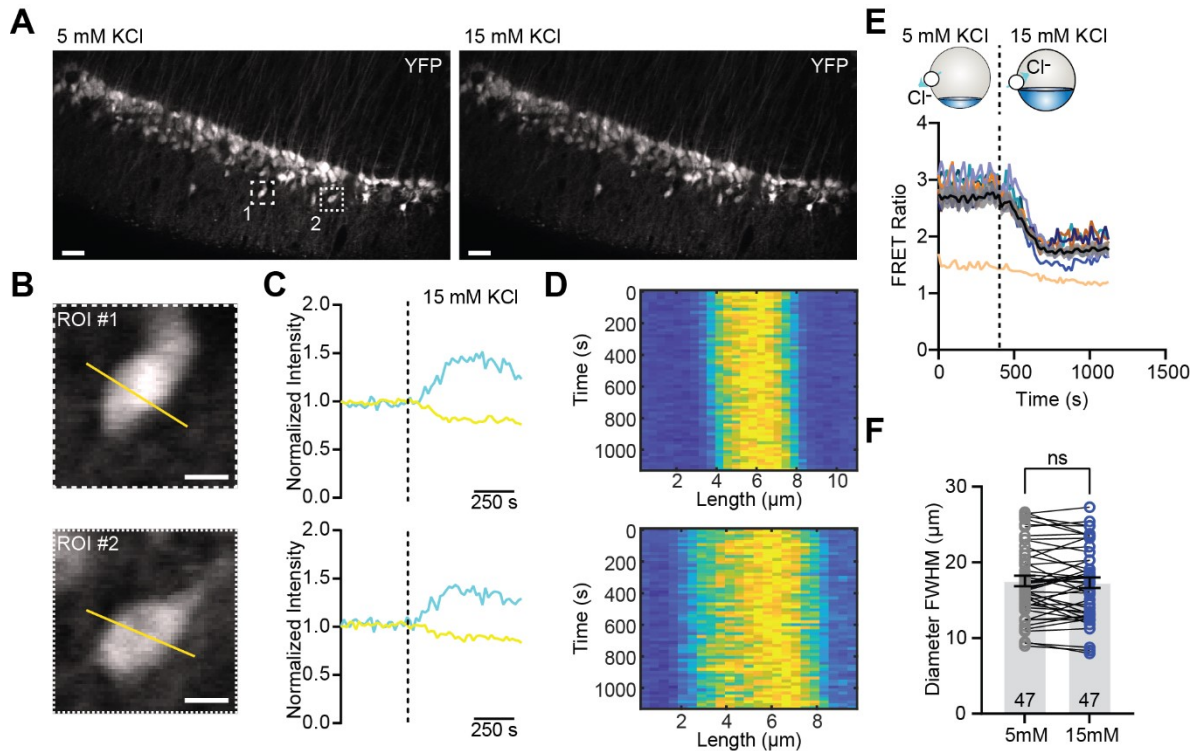 A
5 mM KCl
YFP
1
2
15 mM KCl
YFP
B
ROI #1
ROI #2
C
15 mM KCl
Normalized Intensity
2.0
1.5
1.0
0.5
0.0
250 s
Normalized Intensity
2.0
1.5
1.0
0.5
0.0
250 s
D
Time (s)
0
200
400
600
800
1000
2 4 6 8 10
Length (µm)
Time (s)
0
200
400
600
800
1000
2 4 6 8
Length (µm)
E
5 mM KCl 15 mM KCl
Cl-
Cl-
FRET Ratio
4
3
2
1
0
0 500 1000 1500
Time (s)
F
ns
Diameter FWHM (µm)
30
20
10
0
47 47
5mM 15mM